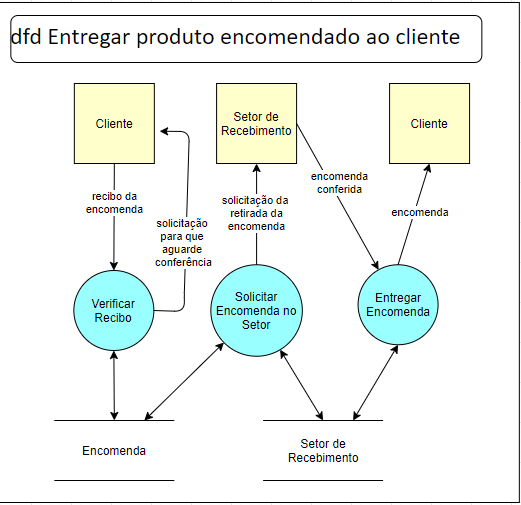 dfd Entregar produto encomendado ao cliente
Cliente
Setor de
Recebimento
Cliente
recibo da
encomenda
solicitação
para que
aguarde
conferência
solicitação da
retirada da
encomenda
encomenda
conferida
encomenda
Verificar
Recibo
Solicitar
Encomenda no
Setor
Entregar
Encomenda
Encomenda
Setor de
Recebimento